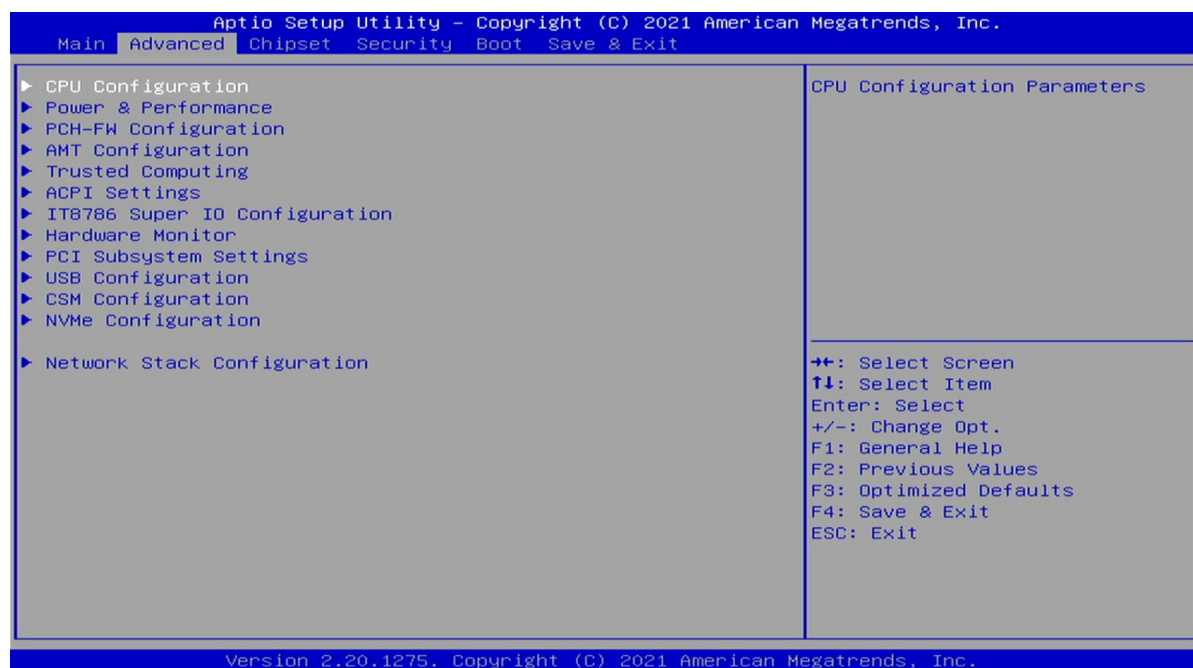 Aptio Setup Utility – Copyright (C) 2021 American Megatrends, Inc.
Main Advanced Chipset Security Boot Save & Exit
► CPU Configuration
► Power & Performance
► PCH-FW Configuration
► AMT Configuration
► Trusted Computing
► ACPI Settings
► IT8786 Super IO Configuration
► Hardware Monitor
► PCI Subsystem Settings
► USB Configuration
► CSM Configuration
► NVMe Configuration
► Network Stack Configuration
CPU Configuration Parameters
→←: Select Screen
↑↓: Select Item
Enter: Select
+/-: Change Opt.
F1: General Help
F2: Previous Values
F3: Optimized Defaults
F4: Save & Exit
ESC: Exit
Version 2.20.1275. Copyright (C) 2021 American Megatrends, Inc.